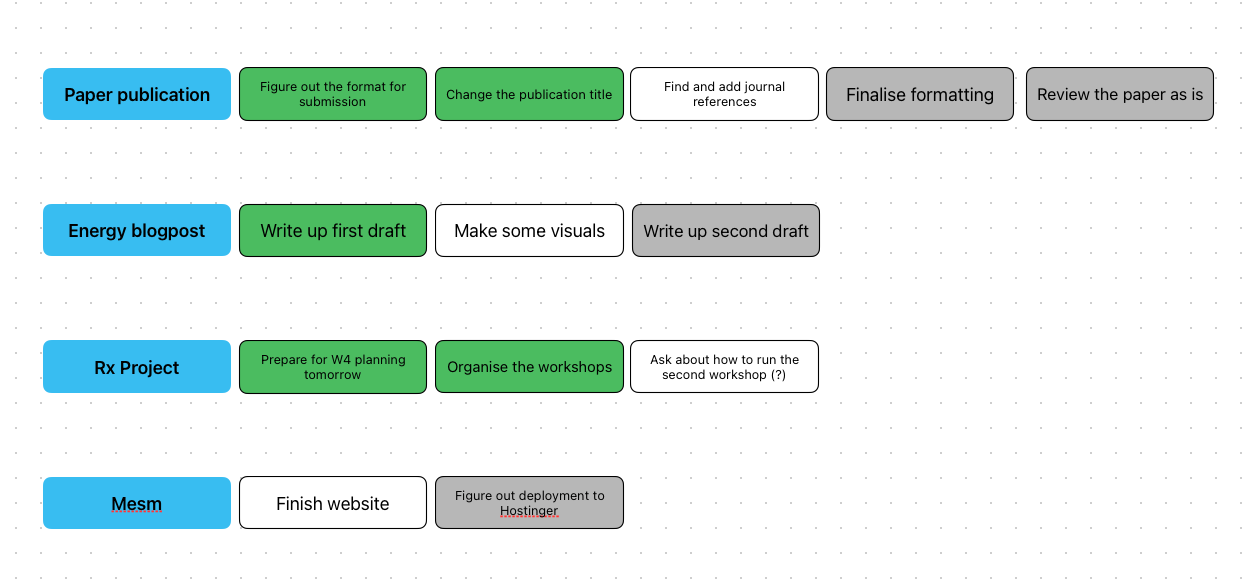 Paper publication
Figure out the format for
submission
Change the publication title
Find and add journal
references
Finalise formatting
Review the paper as is
Energy blogpost
Write up first draft
Make some visuals
Write up second draft
Rx Project
Prepare for W4 planning
tomorrow
Organise the workshops
Ask about how to run the
second workshop (?)
Mesm
Finish website
Figure out deployment to
Hostinger